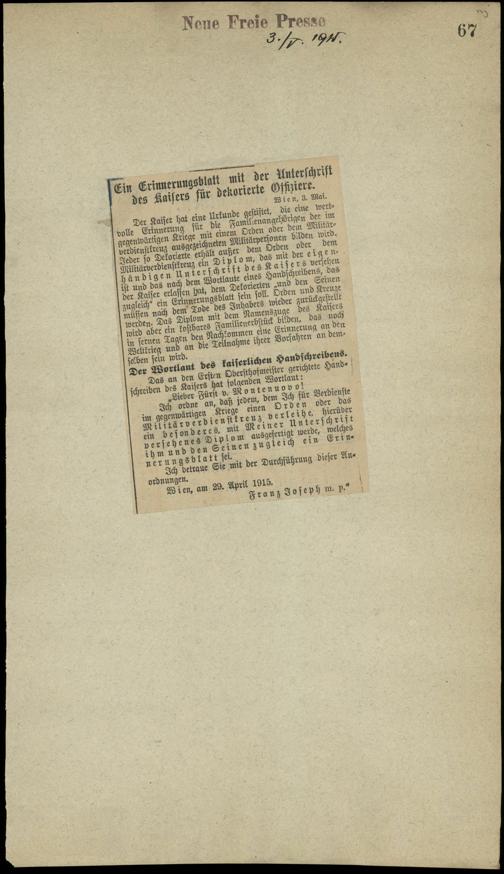 Neue Freie Presse
67
3./V. 1915.
Ein Erinnerungsblatt mit der Unterschrift
des Kaisers für dekorierte Offiziere.
Wien, 3. Mai.
Der Kaiser hat eine Urkunde gestiftet, die eine wert-
volle Erinnerung für die Familienangehörigen der im
gegenwärtigen Kriege mit einem Orden oder dem Militär-
verdienstkreuz ausgezeichneten Militärpersonen bilden wird.
Jeder so Dekorierte erhält außer dem Orden oder dem
Militärverdienstkreuz ein Diplom, das mit der eigen-
händigen Unterschrift des Kaisers versehen
ist und das nach dem Wortlaute eines Handschreibens, das
der Kaiser erlassen hat, dem Dekorierten „und den Seinen
zugleich" ein Erinnerungsblatt sein soll. Orden und Kreuze
müssen nach dem Tode des Inhabers wieder zurückgestellt
werden. Das Diplom mit dem Namenszuge des Kaisers
wird aber ein kostbares Familienerbstück bilden, das noch
in fernen Tagen den Nachkommen eine Erinnerung an den
Weltkrieg und an die Teilnahme ihrer Vorfahren an dem-
selben sein wird.
Der Wortlaut des kaiserlichen Handschreibens.
Das an den Ersten Obersthofmeister gerichtete Hand-
schreiben des Kaisers hat folgenden Wortlaut:
„Lieber Fürst v. Montenuovo!
Ich ordne an, daß jedem, dem Ich für Verdienste
im gegenwärtigen Kriege einen Orden oder das
Militärverdienstkreuz verleihe, hierüber
ein besonderes, mit Meiner Unterschrift
versehenes Diplom ausgefertigt werde, welches
ihm und den Seinen zugleich ein Erin-
nerungsblatt sei.
Ich betraue Sie mit der Durchführung dieser An-
ordnungen.
Wien, am 29. April 1915.
Franz Joseph m. p."